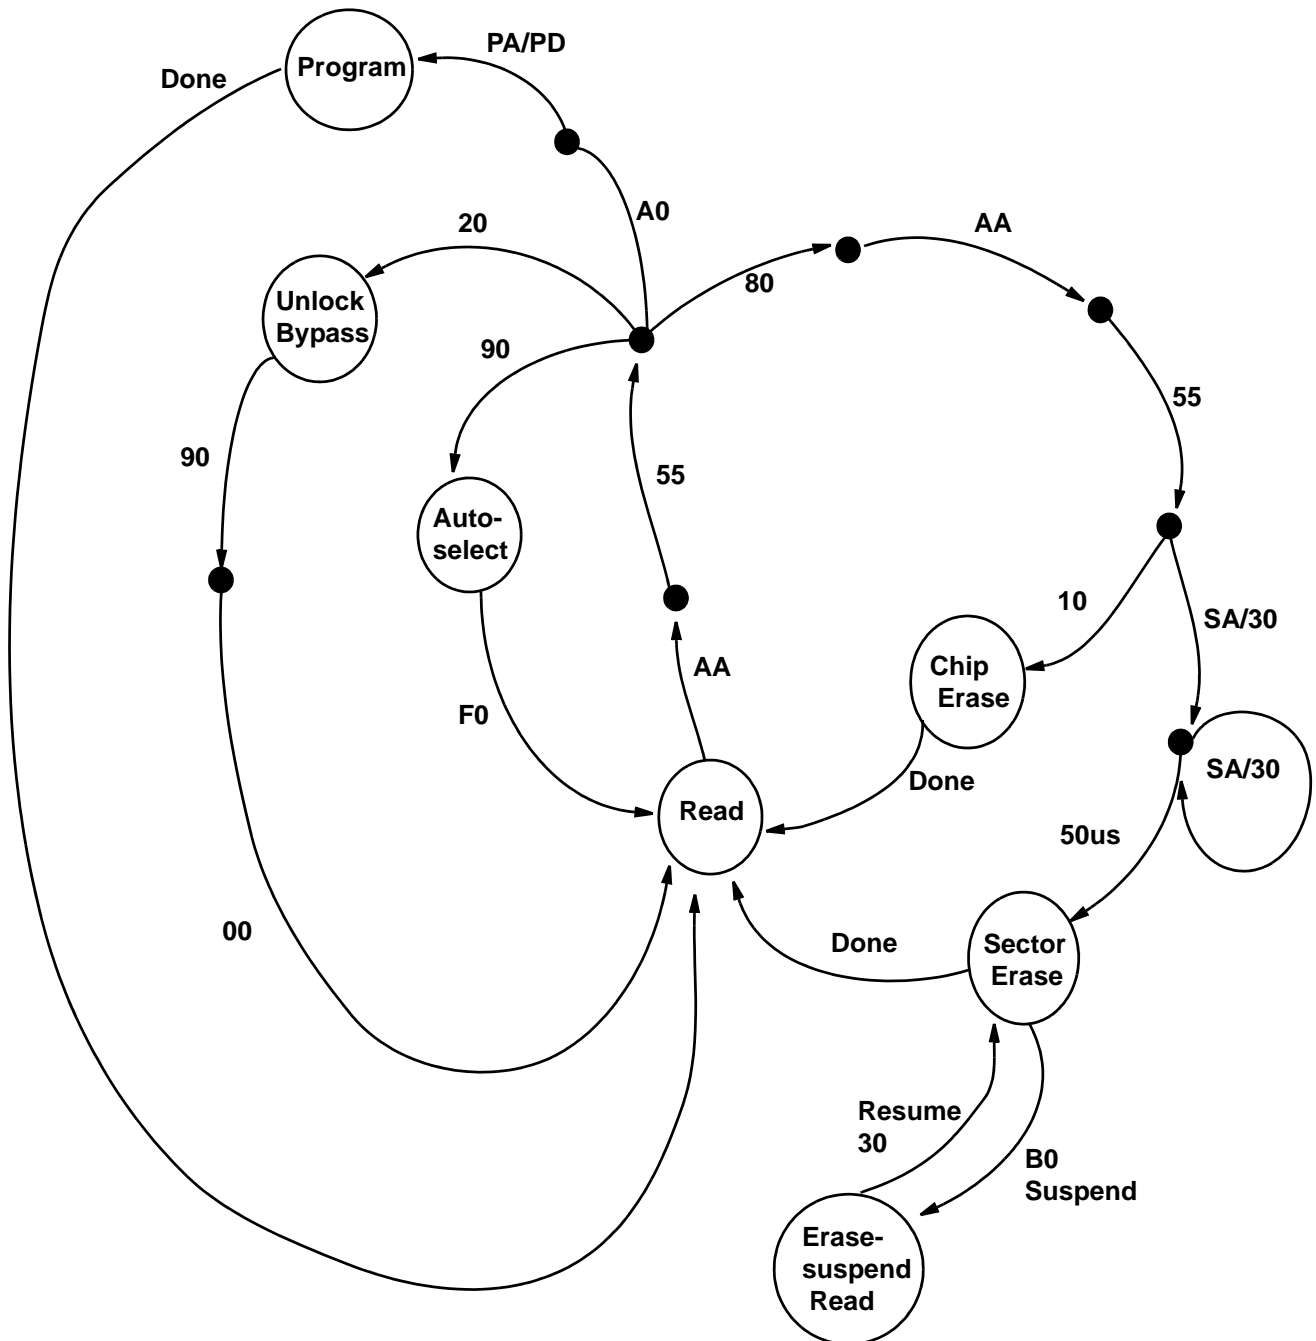 PA/PD
Done
Program
A0
20
AA
80
Unlock
Bypass
90
55
90
55
Auto-
select
10
SA/30
AA
Chip
Erase
F0
SA/30
Done
Read
50us
00
Done
Sector
Erase
Resume
30
B0
Suspend
Erase-
suspend
Read